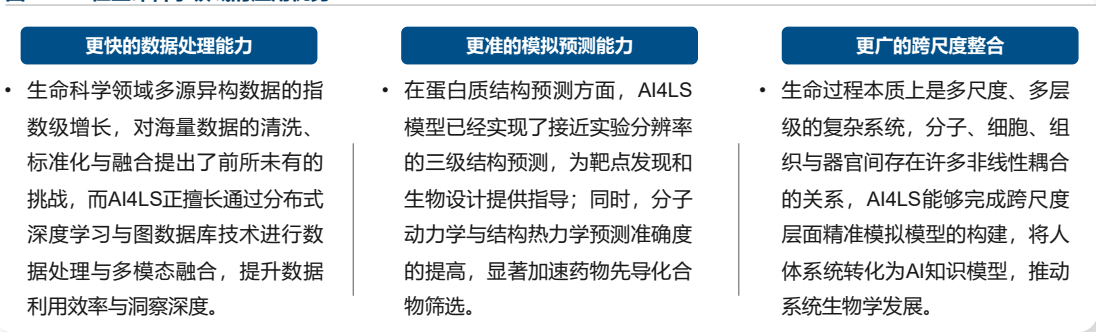 更快的数据处理能力
• 生命科学领域多源异构数据的指
数级增长，对海量数据的清洗、
标准化与融合提出了前所未有的
挑战，而AI4LS正擅长通过分布式
深度学习与图数据库技术进行数
据处理与多模态融合，提升数据
利用效率与洞察深度。
更准的模拟预测能力
• 在蛋白质结构预测方面，AI4LS
模型已经实现了接近实验分辨率
的三级结构预测，为靶点发现和
生物设计提供指导；同时，分子
动力学与结构热力学预测准确度
的提高，显著加速药物先导化合
物筛选。
更广的跨尺度整合
• 生命过程本质上是多尺度、多层
级的复杂系统，分子、细胞、组
织与器官间存在许多非线性耦合
的关系，AI4LS能够完成跨尺度
层面精准模拟模型的构建，将人
体系统转化为AI知识模型，推动
系统生物学发展。